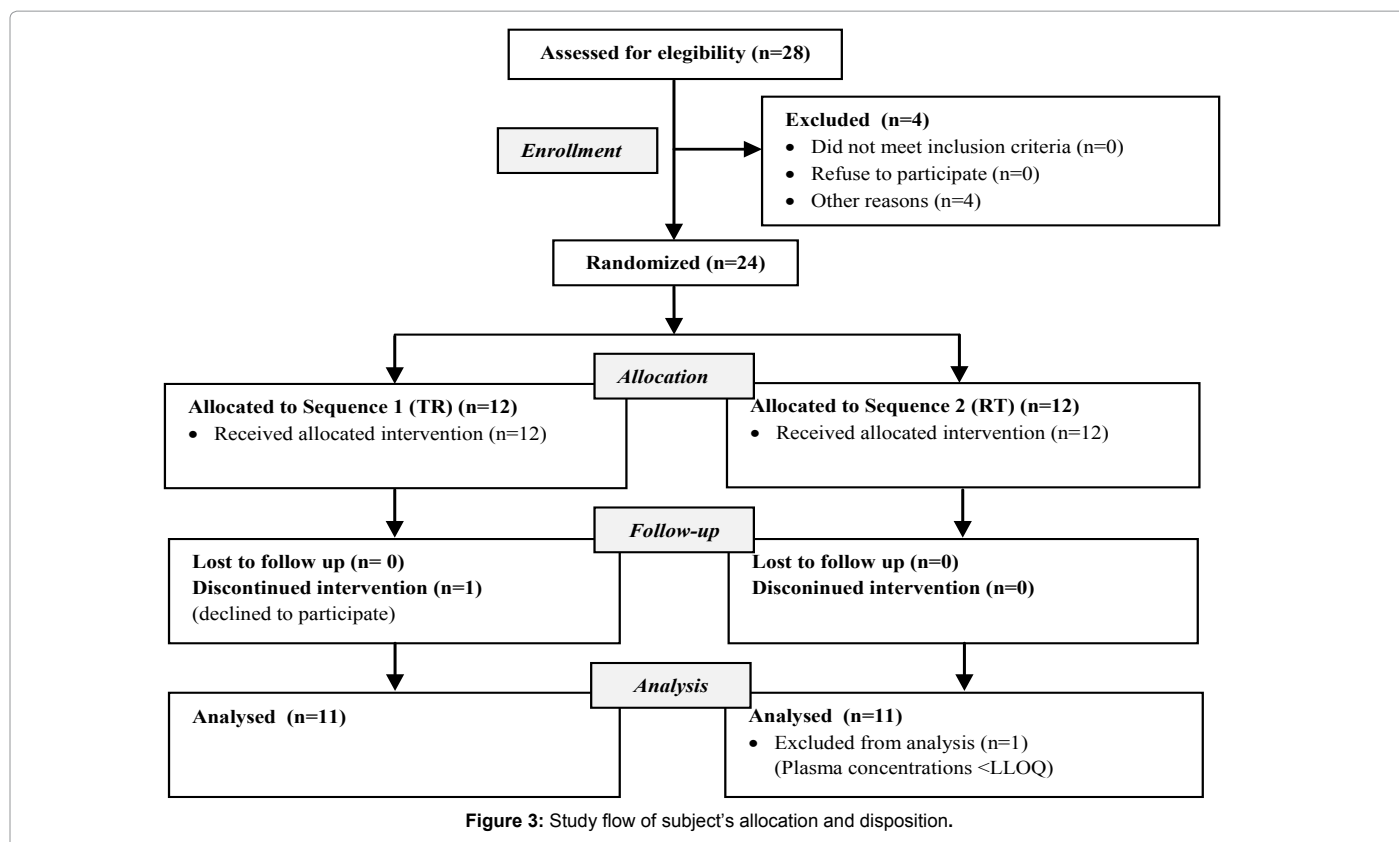 Assessed for elegibility (n=28)
Enrollment
Excluded (n=4)
• Did not meet inclusion criteria (n=0)
• Refuse to participate (n=0)
• Other reasons (n=4)
Randomized (n=24)
Allocation
Allocated to Sequence 1 (TR) (n=12)
• Received allocated intervention (n=12)
Allocated to Sequence 2 (RT) (n=12)
• Received allocated intervention (n=12)
Follow-up
Lost to follow up (n= 0)
Discontinued intervention (n=1)
(declined to participate)
Lost to follow up (n=0)
Disconinued intervention (n=0)
Analysis
Analysed (n=11)
Analysed (n=11)
• Excluded from analysis (n=1)
(Plasma concentrations <LLOQ)
Figure 3: Study flow of subject's allocation and disposition.